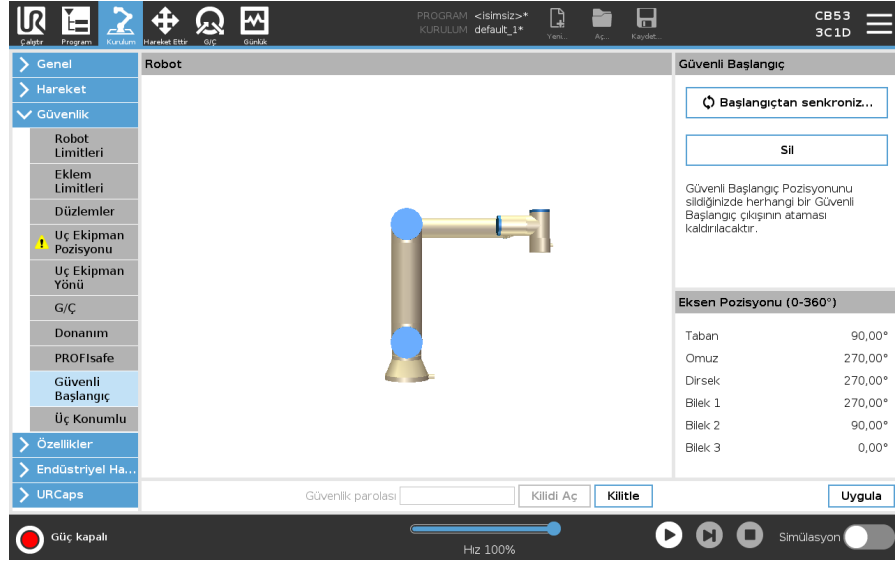 UR
PROGRAM <isimsiz>*
KURULUM default_1*
CB53
3C1D
Çalıştır
Program
Kurulum
Hareket Ettir
G/Ç
Günlük
Yeni...
Aç...
Kaydet...
Genel
Hareket
Güvenlik
Robot
Limitleri
Eklem
Limitleri
Düzlemler
Uç Ekipman
Pozisyonu
Uç Ekipman
Yönü
G/Ç
Donanım
PROFIsafe
Güvenli
Başlangıç
Üç Konumlu
Özellikler
Endüstriyel Ha...
URCaps
Robot
Güvenlik parolası
Kilidi Aç
Kilitle
Güvenli Başlangıç
Başlangıçtan senkroniz...
Sil
Güvenli Başlangıç Pozisyonunu
sildiğinizde herhangi bir Güvenli
Başlangıç çıkışının ataması
kaldırılacaktır.
Eksen Pozisyonu (0-360°)
Taban 90,00°
Omuz 270,00°
Dirsek 270,00°
Bilek 1 270,00°
Bilek 2 90,00°
Bilek 3 0,00°
Uygula
Güç kapalı
Hız 100%
Simülasyon